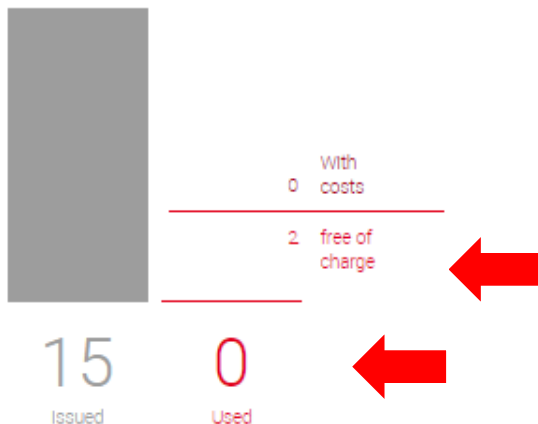 With
0 costs
2 free of
charge
15 0
Issued Used